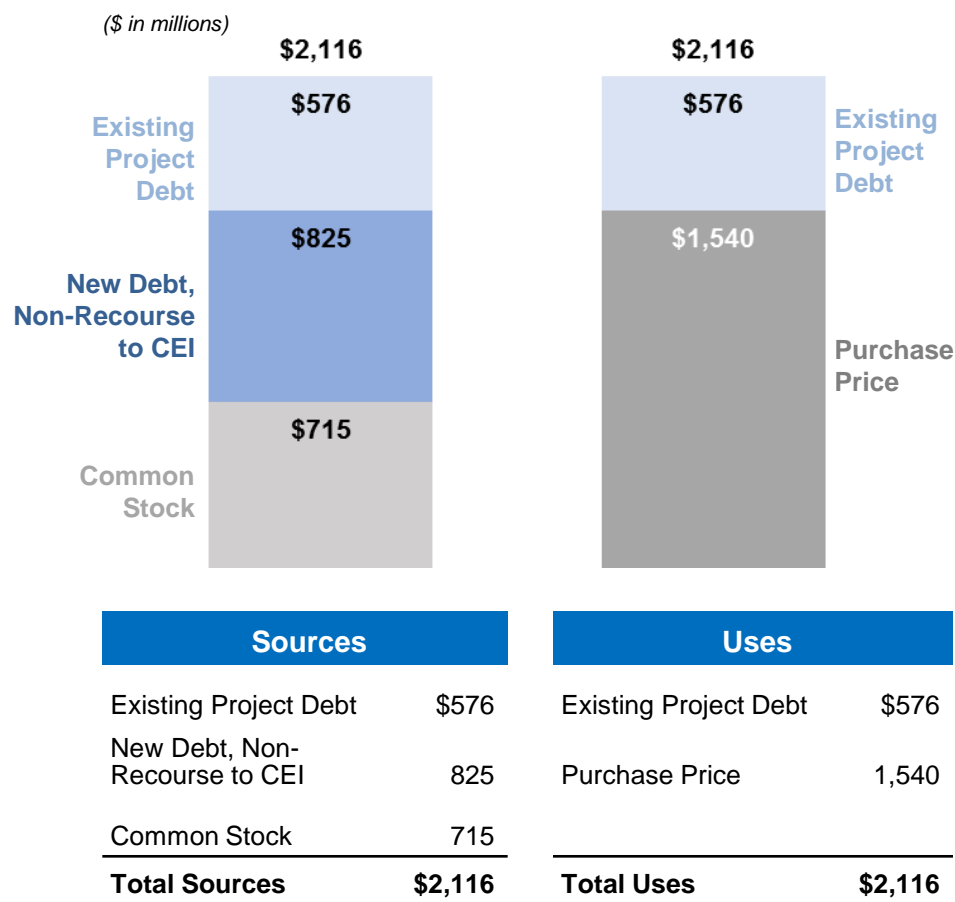 ($ in millions)
$2,116
$2,116
$576
$576
Existing
Project
Debt
Existing
Project
Debt
$825
$1,540
New Debt,
Non-Recourse
to CEI
Purchase
Price
$715
Common
Stock
Sources
Existing Project Debt $576
New Debt, Non-
Recourse to CEI 825
Common Stock 715
Total Sources $2,116
Uses
Existing Project Debt $576
Purchase Price 1,540
Total Uses $2,116